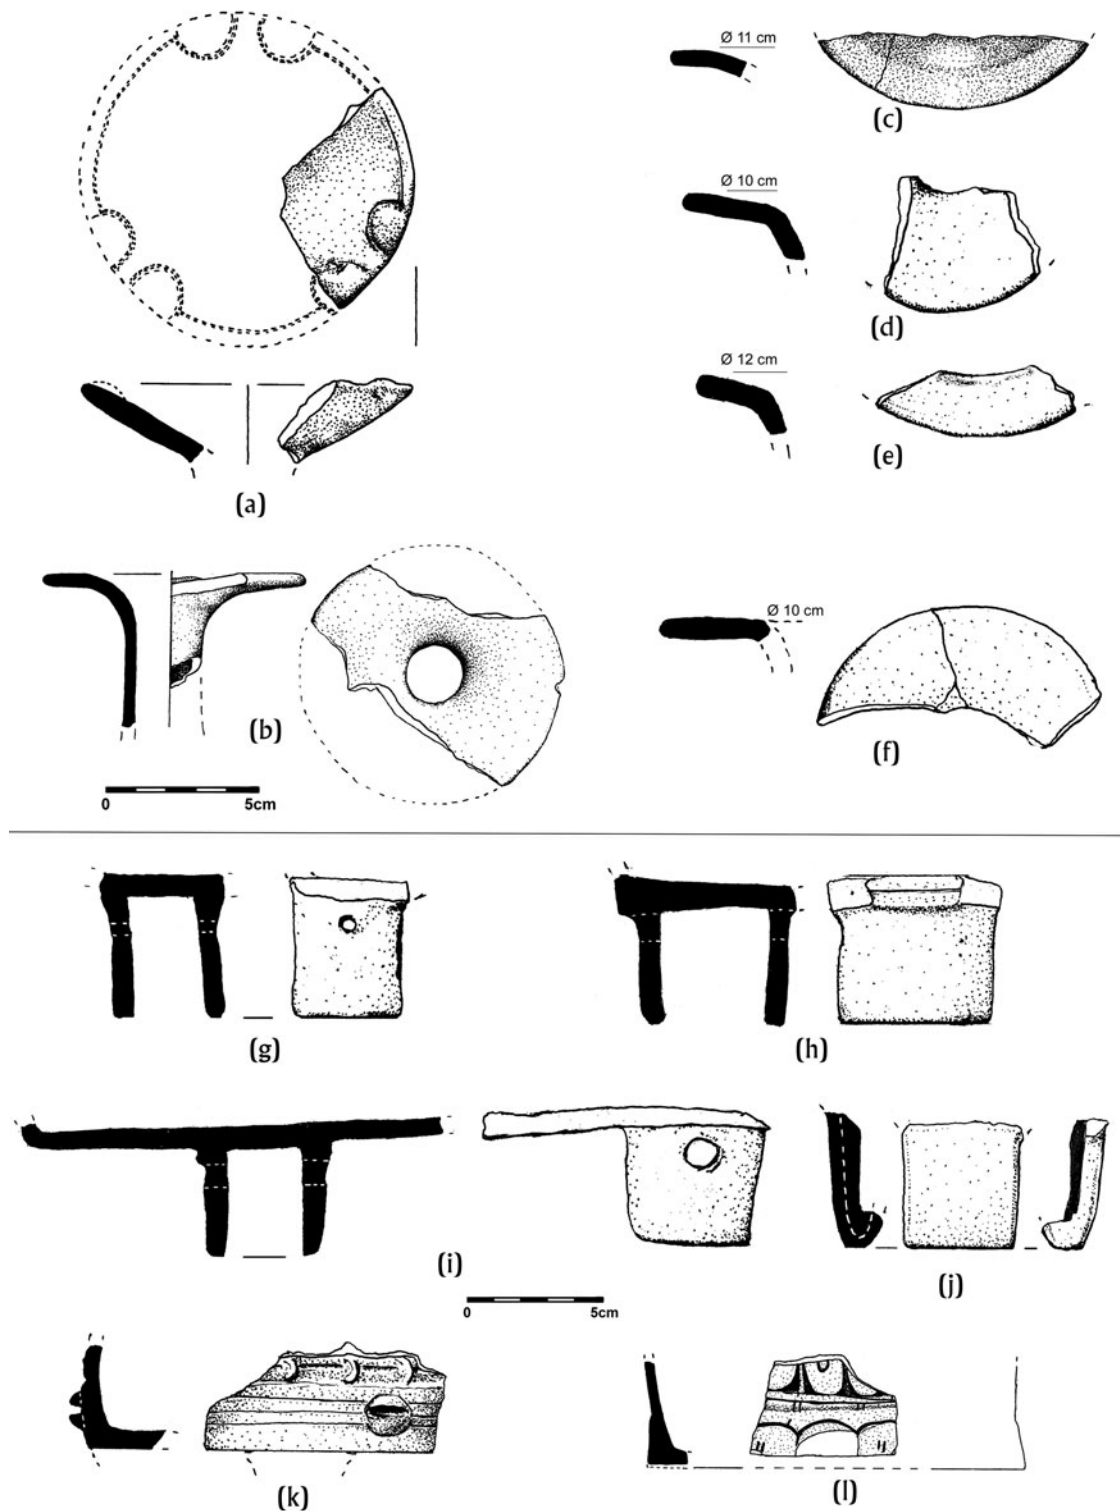 Ø 11 cm
(c)
Ø 10 cm
(d)
Ø 12 cm
(e)
(a)
Ø 10 cm
(b)
(f)
0 5cm
(g)
(h)
(i)
(j)
0 5cm
(k)
(l)